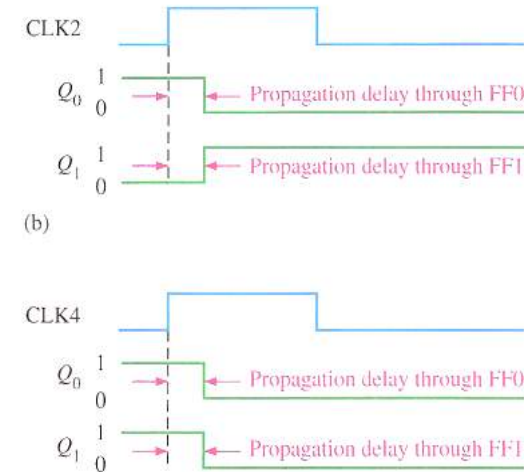 CLK2
1
Q0
0
Propagation delay through FF0
1
Q1
0
Propagation delay through FF1
(b)
CLK4
1
Q0
0
Propagation delay through FF0
1
Q1
0
Propagation delay through FF1